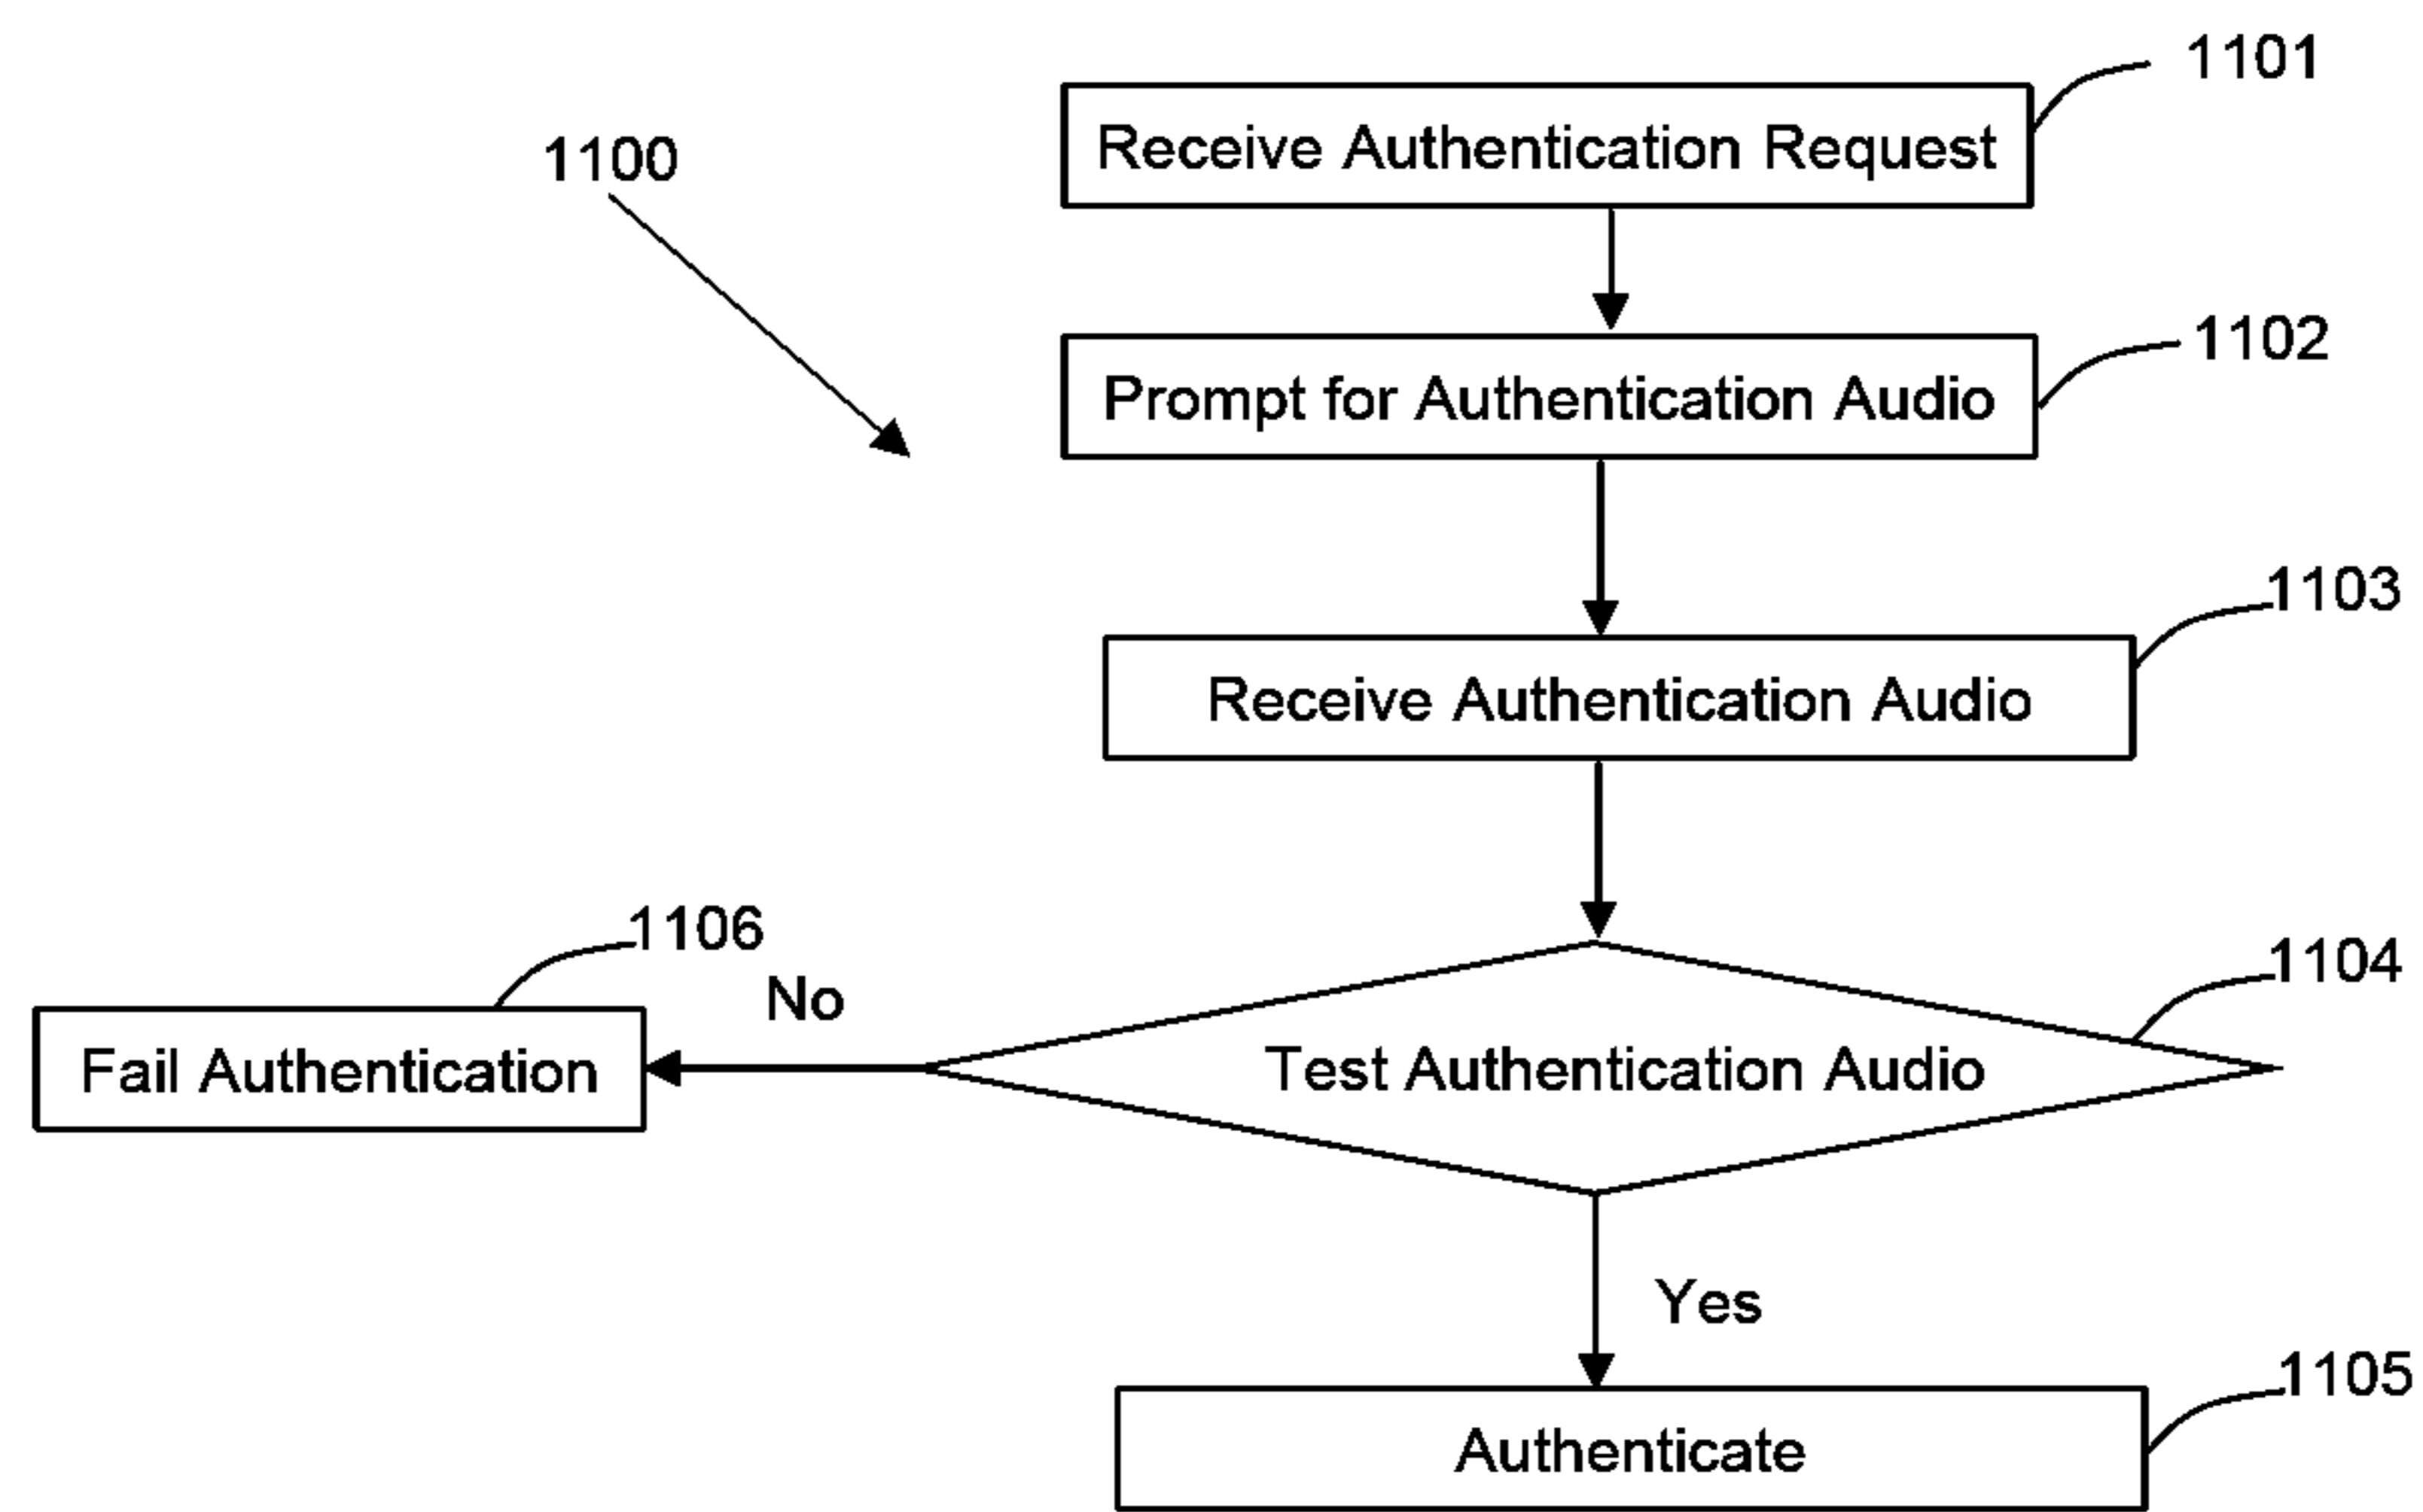 1101
Receive Authentication Request
1100
1102
Prompt for Authentication Audio
1103
Receive Authentication Audio
1106
No
1104
Fail Authentication
Test Authentication Audio
Yes
1105
Authenticate